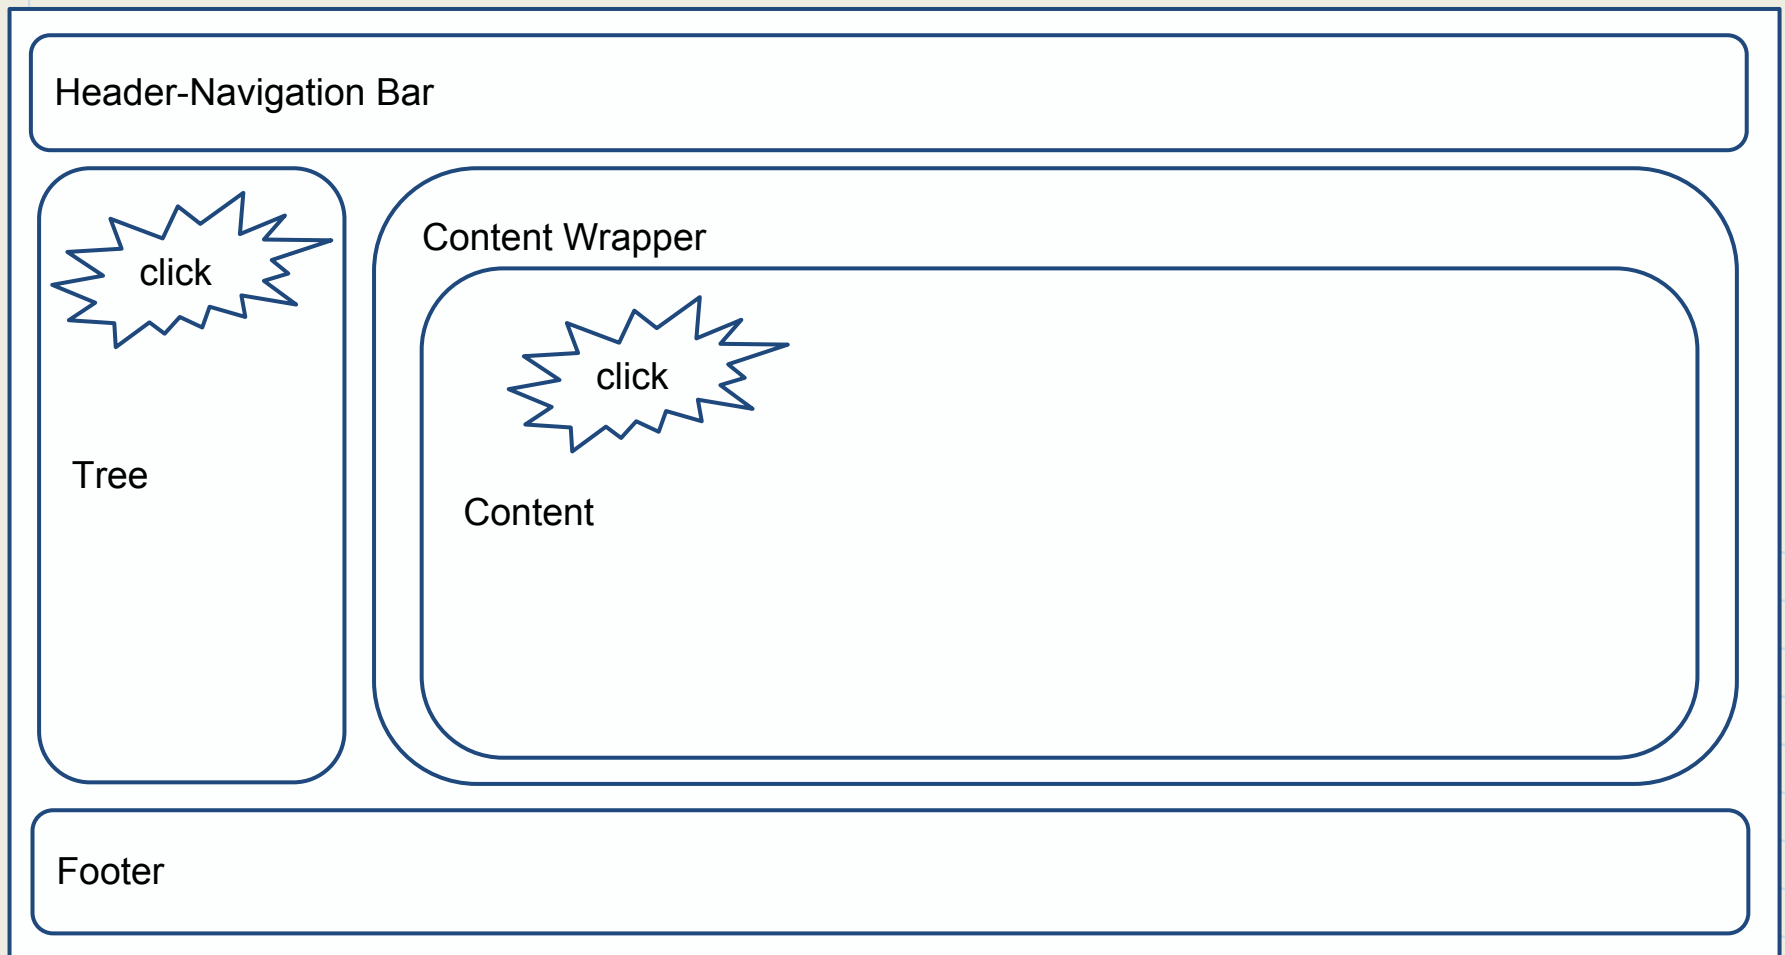 Header-Navigation Bar
click
Tree
Content Wrapper
click
Content
Footer